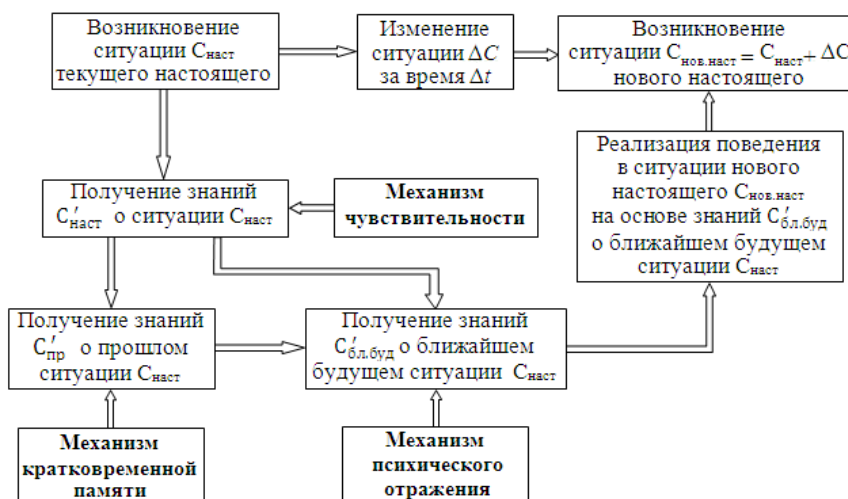 Возникновение
ситуации Cнаст
текущего настоящего
Изменение
ситуации ΔC
за время Δt
Возникновение
ситуации Cнов.наст = Cнаст + ΔC
нового настоящего
Реализация поведения
в ситуации нового
настоящего Cнов.наст
на основе знаний C′бл.буд
о ближайшем будущем
ситуации Cнаст
Получение знаний
C′наст о ситуации Cнаст
Механизм
чувствительности
Получение знаний
C′пр о прошлом
ситуации Cнаст
Получение знаний
C′бл.буд о ближайшем
будущем ситуации Cнаст
Механизм
кратковременной
памяти
Механизм
психического
отражения